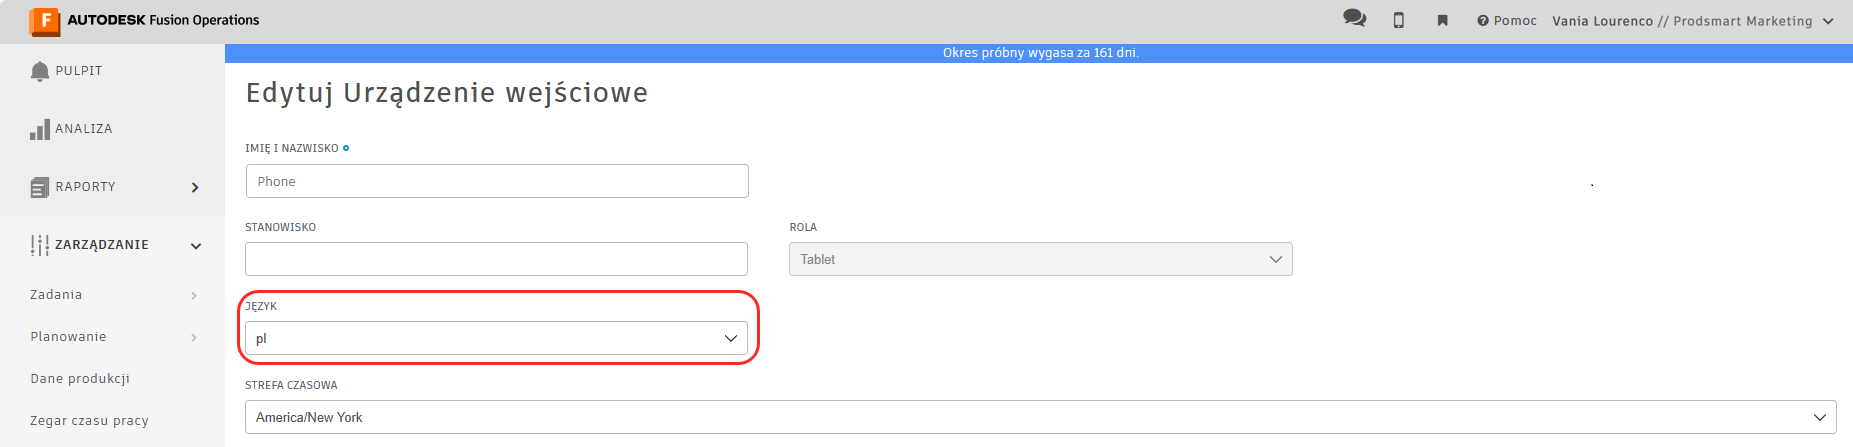 AUTODESK Fusion Operations
Pomoc
Vania Lourenco // Prodsmart Marketing
Okres próbny wygasa za 161 dni.
PULPIT
ANALIZA
RAPORTY
ZARZĄDZANIE
Zadania
Planowanie
Dane produkcji
Zegar czasu pracy
Edytuj Urządzenie wejściowe
IMIĘ I NAZWISKO
Phone
.
STANOWISKO
ROLA
Tablet
JĘZYK
pl
STREFA CZASOWA
America/New York